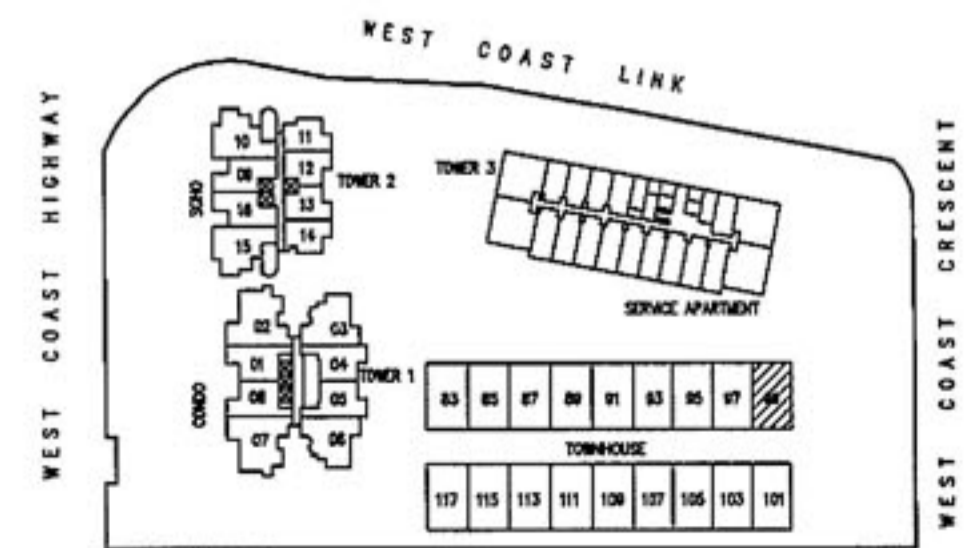 WEST COAST LINK
WEST COAST HIGHWAY
WEST COAST CRESCENT
10 11
09 12
16 13
15 14
SOHO
TOWER 2
TOWER 3
SERVICE APARTMENT
02 03
01 04
08 05
07 06
CONDO
TOWER 1
83 85 87 89 91 93 95 97
TOWNHOUSE
117 115 113 111 109 107 105 103 101